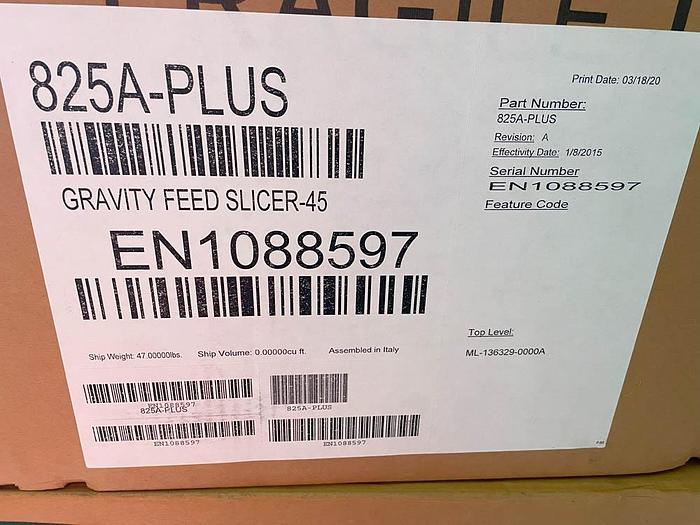 FRAGILE
825A-PLUS
Print Date: 03/18/20
Part Number:
825A-PLUS
Revision: A
Effectivity Date: 1/8/2015
Serial Number
EN1088597
Feature Code
GRAVITY FEED SLICER-45
EN1088597
Top Level:
ML-136329-0000A
Ship Weight: 47.00000lbs. Ship Volume: 0.00000cu ft. Assembled in Italy
EN1088597
825A-PLUS
825A-PLUS
EN1088597
EN1088597